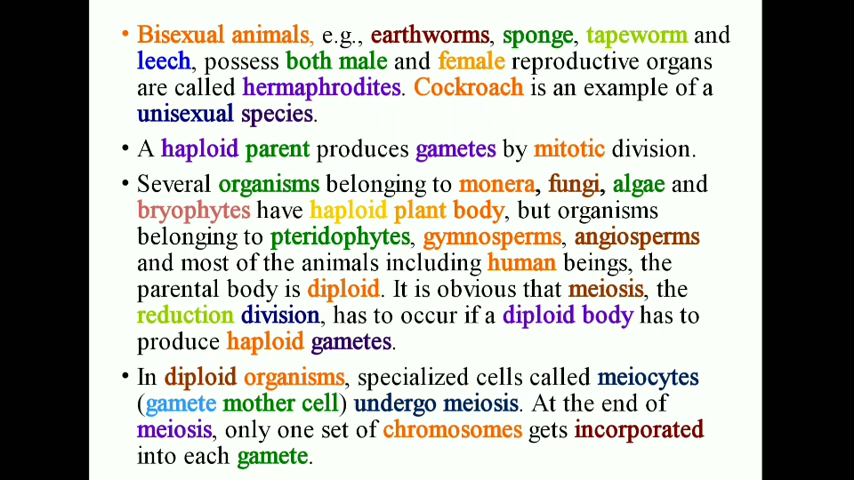 • Bisexual animals, e.g., earthworms, sponge, tapeworm and
leech, possess both male and female reproductive organs
are called hermaphrodites. Cockroach is an example of a
unisexual species.
• A haploid parent produces gametes by mitotic division.
• Several organisms belonging to monera, fungi, algae and
bryophytes have haploid plant body, but organisms
belonging to pteridophytes, gymnosperms, angiosperms
and most of the animals including human beings, the
parental body is diploid. It is obvious that meiosis, the
reduction division, has to occur if a diploid body has to
produce haploid gametes.
• In diploid organisms, specialized cells called meiocytes
(gamete mother cell) undergo meiosis. At the end of
meiosis, only one set of chromosomes gets incorporated
into each gamete.